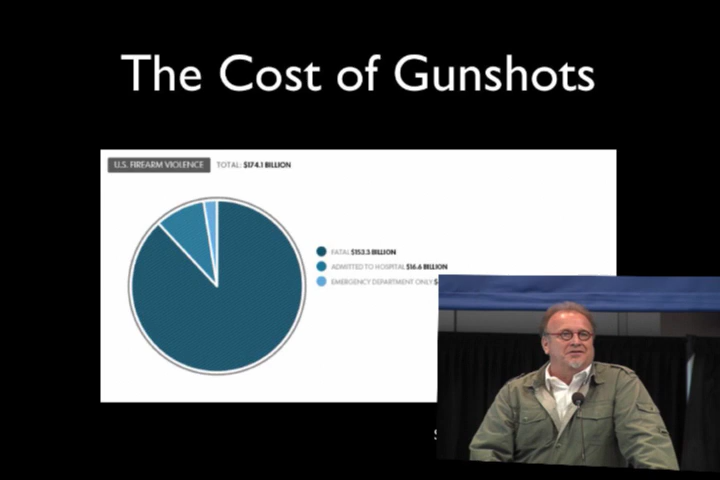 The Cost of Gunshots
U.S. FIREARM VIOLENCE TOTAL: $174.1 BILLION
FATAL $153.3 BILLION
ADMITTED TO HOSPITAL $16.6 BILLION
EMERGENCY DEPARTMENT ONLY $